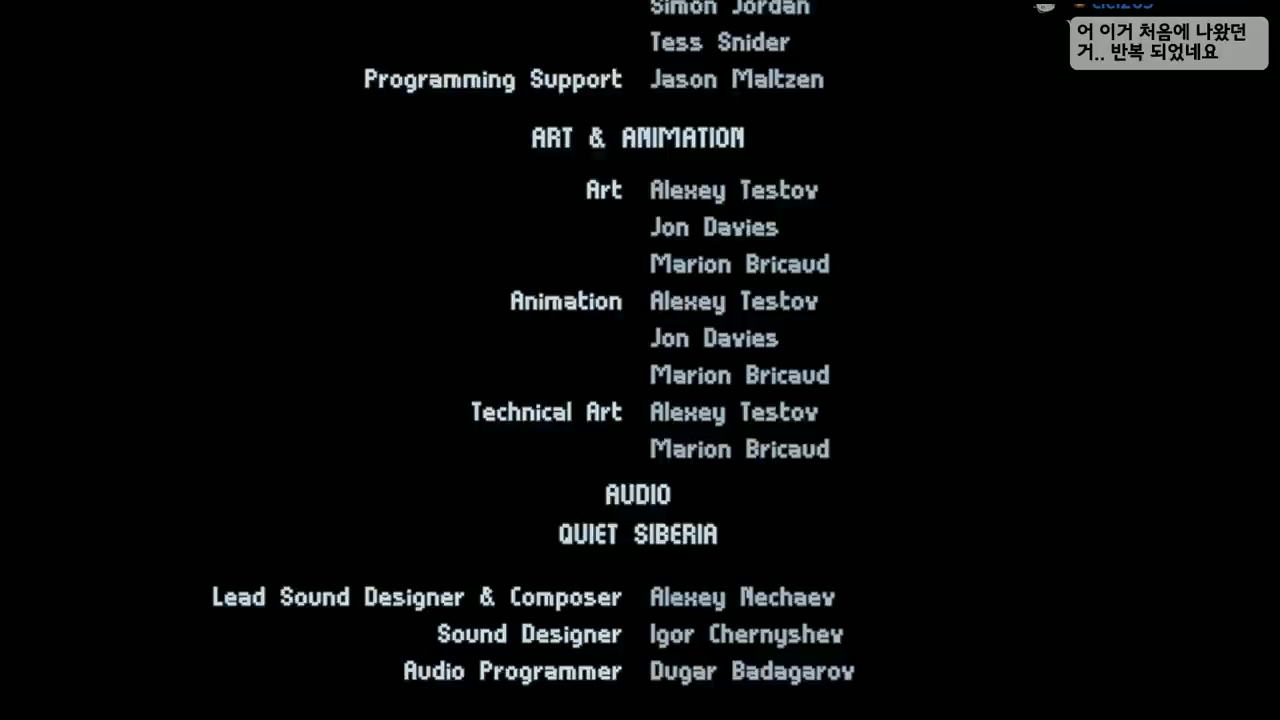 Simon Jordan
Tess Snider
Programming Support Jason Maltzen
ART & ANIMATION
Art Alexey Testov
Jon Davies
Marion Bricaud
Animation Alexey Testov
Jon Davies
Marion Bricaud
Technical Art Alexey Testov
Marion Bricaud
AUDIO
QUIET SIBERIA
Lead Sound Designer & Composer Alexey Nechaev
Sound Designer Igor Chernyshev
Audio Programmer Dugar Badagarov
어 이거 처음에 나왔던
거.. 반복 되었네요